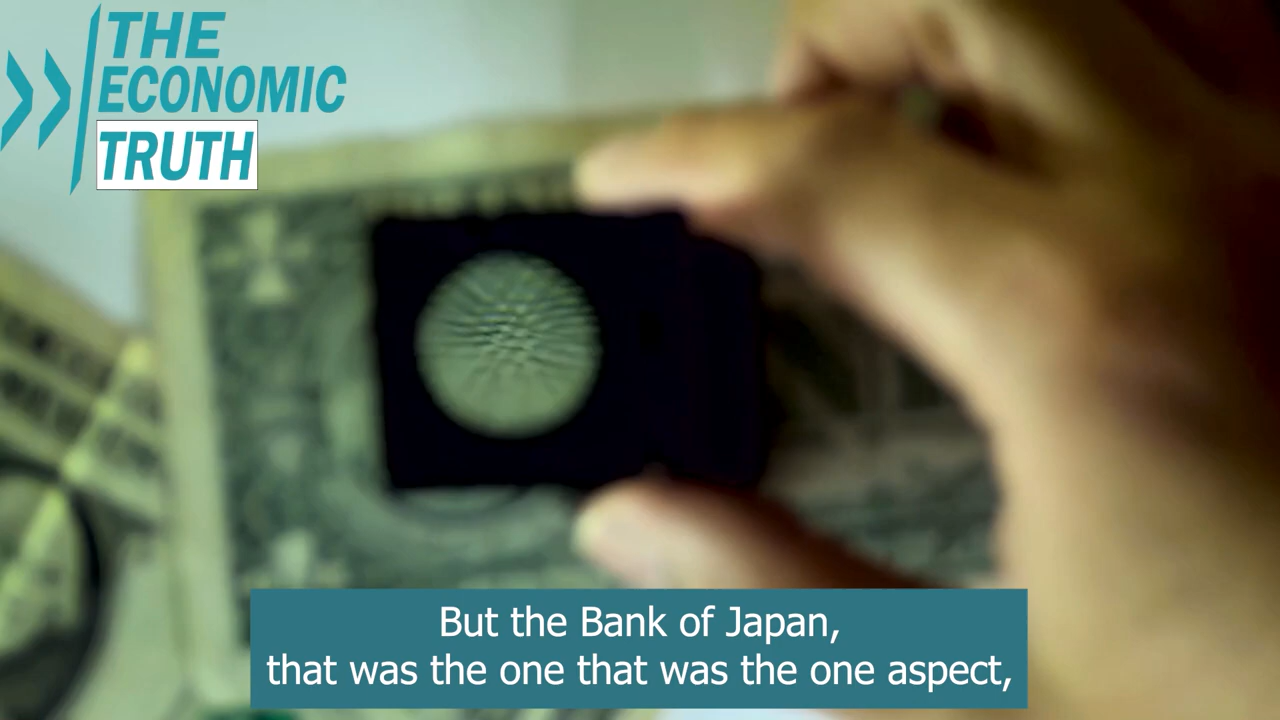 THE
ECONOMIC
TRUTH
But the Bank of Japan,
that was the one that was the one aspect,